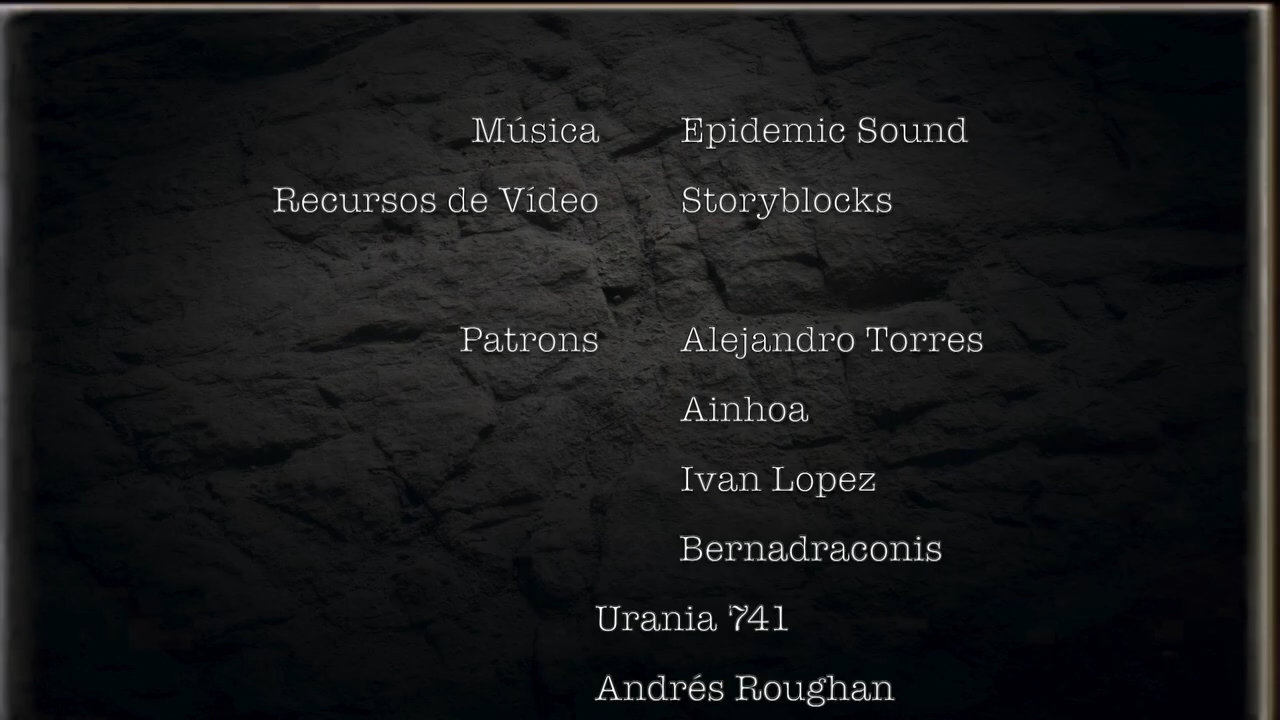 Música Epidemic Sound
Recursos de Vídeo Storyblocks
Patrons Alejandro Torres
Ainhoa
Ivan Lopez
Bernadraconis
Urania 741
Andrés Roughan